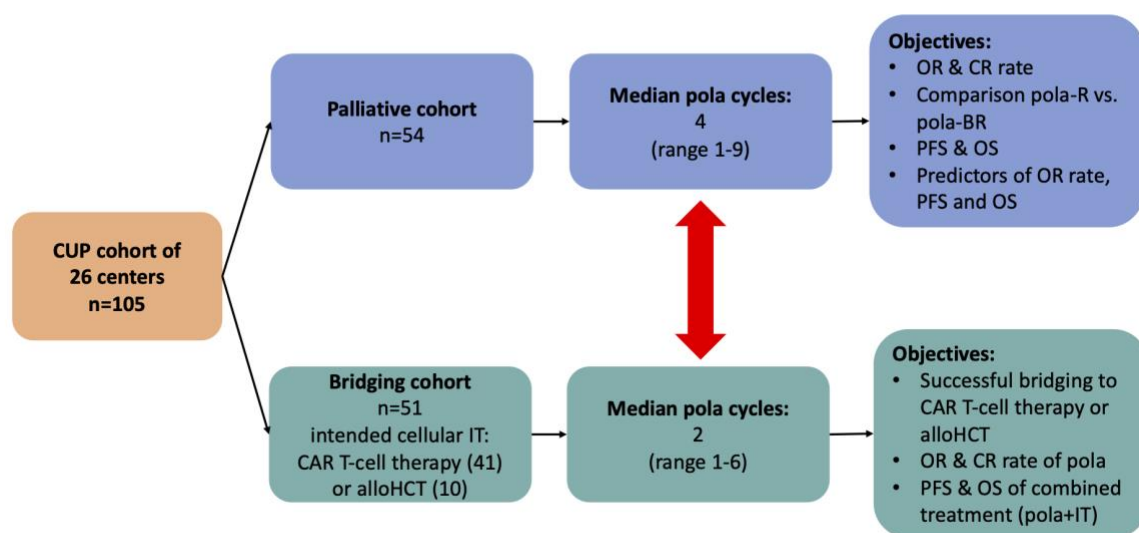 CUP cohort of
26 centers
n=105
Palliative cohort
n=54
Median pola cycles:
4
(range 1-9)
Objectives:
• OR & CR rate
• Comparison pola-R vs.
pola-BR
• PFS & OS
• Predictors of OR rate,
PFS and OS
Bridging cohort
n=51
intended cellular IT:
CAR T-cell therapy (41)
or alloHCT (10)
Median pola cycles:
2
(range 1-6)
Objectives:
• Successful bridging to
CAR T-cell therapy or
alloHCT
• OR & CR rate of pola
• PFS & OS of combined
treatment (pola+IT)